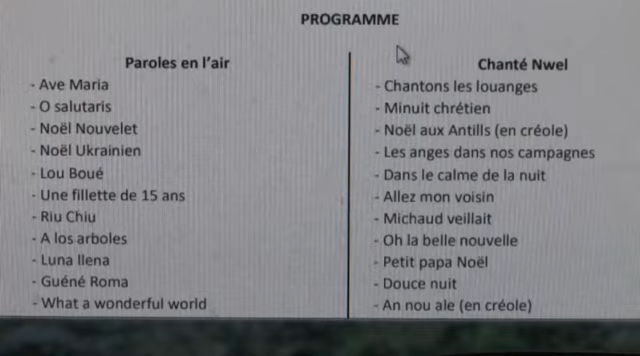 PROGRAMME
Paroles en l'air
- Ave Maria
- O salutaris
- Noël Nouvelet
- Noël Ukrainien
- Lou Boué
- Une fillette de 15 ans
- Riu Chiu
- A los arboles
- Luna llena
- Guéné Roma
- What a wonderful world
Chanté Nwel
- Chantons les louanges
- Minuit chrétien
- Noël aux Antills (en créole)
- Les anges dans nos campagnes
- Dans le calme de la nuit
- Allez mon voisin
- Michaud veillait
- Oh la belle nouvelle
- Petit papa Noël
- Douce nuit
- An nou ale (en créole)